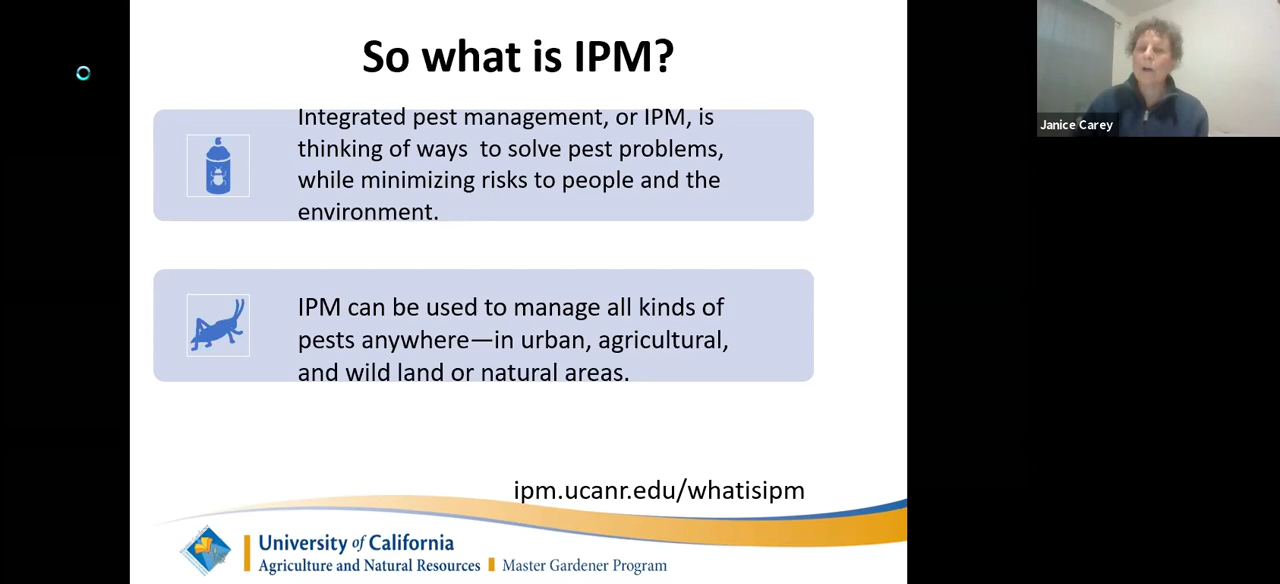 So what is IPM?
Integrated pest management, or IPM, is
thinking of ways  to solve pest problems,
while minimizing risks to people and the
environment.
IPM can be used to manage all kinds of
pests anywhere—in urban, agricultural,
and wild land or natural areas.
ipm.ucanr.edu/whatisipm
University of California
Agriculture and Natural Resources Master Gardener Program
Janice Carey